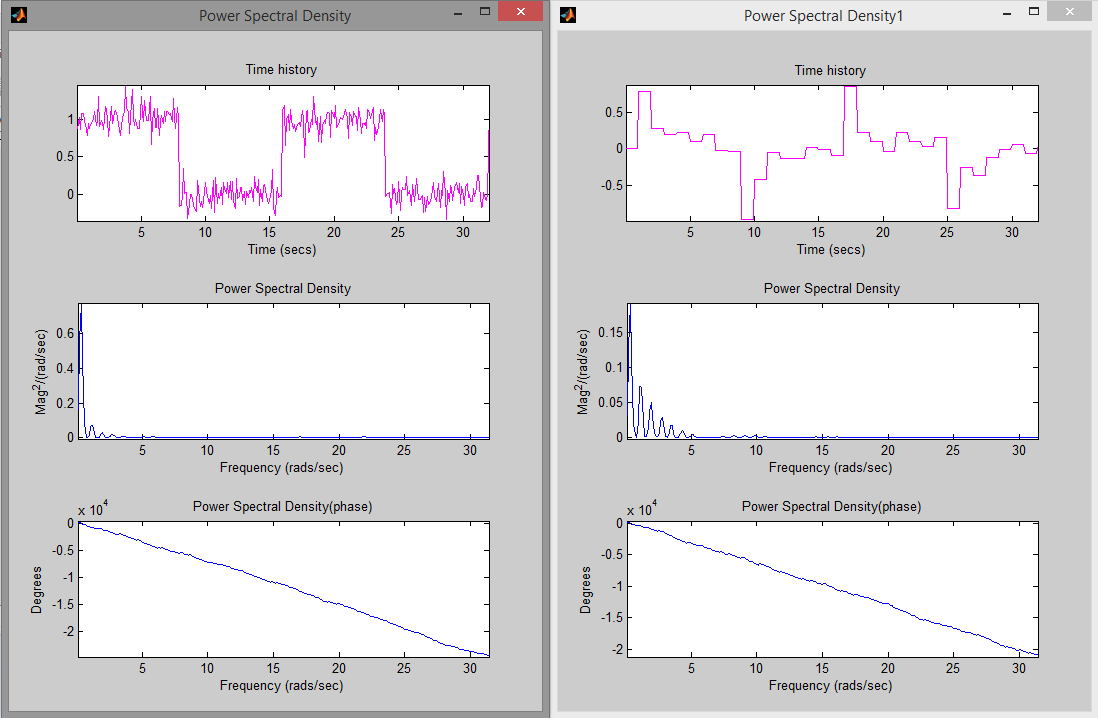 Power Spectral Density
Time history
1
0.5
0
5 10 15 20 25 30
Time (secs)
Power Spectral Density
Mag2/(rad/sec)
0.6
0.4
0.2
0
5 10 15 20 25 30
Frequency (rads/sec)
Power Spectral Density(phase)
x 10^4
Degrees
0
-0.5
-1
-1.5
-2
5 10 15 20 25 30
Frequency (rads/sec)
Power Spectral Density1
Time history
0.5
0
-0.5
5 10 15 20 25 30
Time (secs)
Power Spectral Density
Mag2/(rad/sec)
0.15
0.1
0.05
0
5 10 15 20 25 30
Frequency (rads/sec)
Power Spectral Density(phase)
x 10^4
Degrees
0
-0.5
-1
-1.5
-2
5 10 15 20 25 30
Frequency (rads/sec)